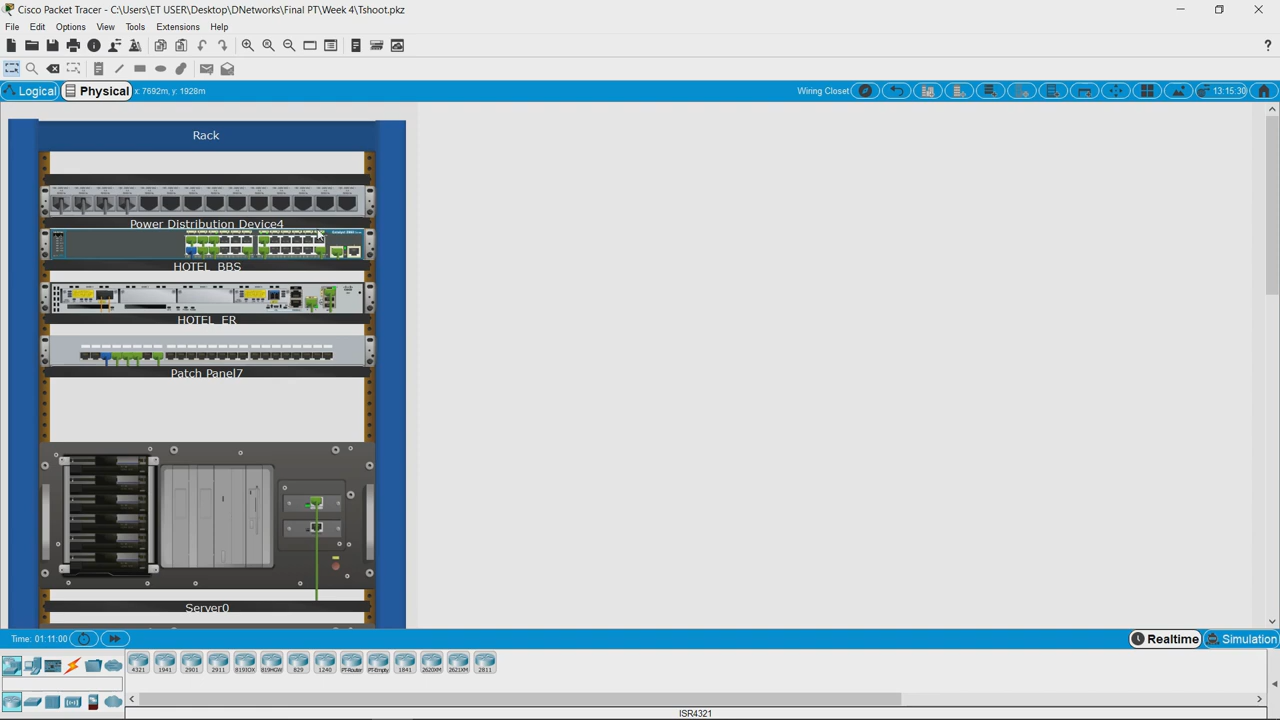 Cisco Packet Tracer - C:\Users\ET USER\Desktop\DNetworks\Final PT\Week 4\Tshoot.pkz
File Edit Options View Tools Extensions Help
?
Logical Physical x: 7692m, y: 1928m Wiring Closet 13:15:30
Rack
Power Distribution Device4
HOTEL_BBS
HOTEL_ER
Patch Panel7
Server0
Time: 01:11:00 Realtime Simulation
4321 1941 2901 2911 819IOX 819HGW 829 1240 PT-Router PT-Empty 1841 2620XM 2621XM 2811
ISR4321